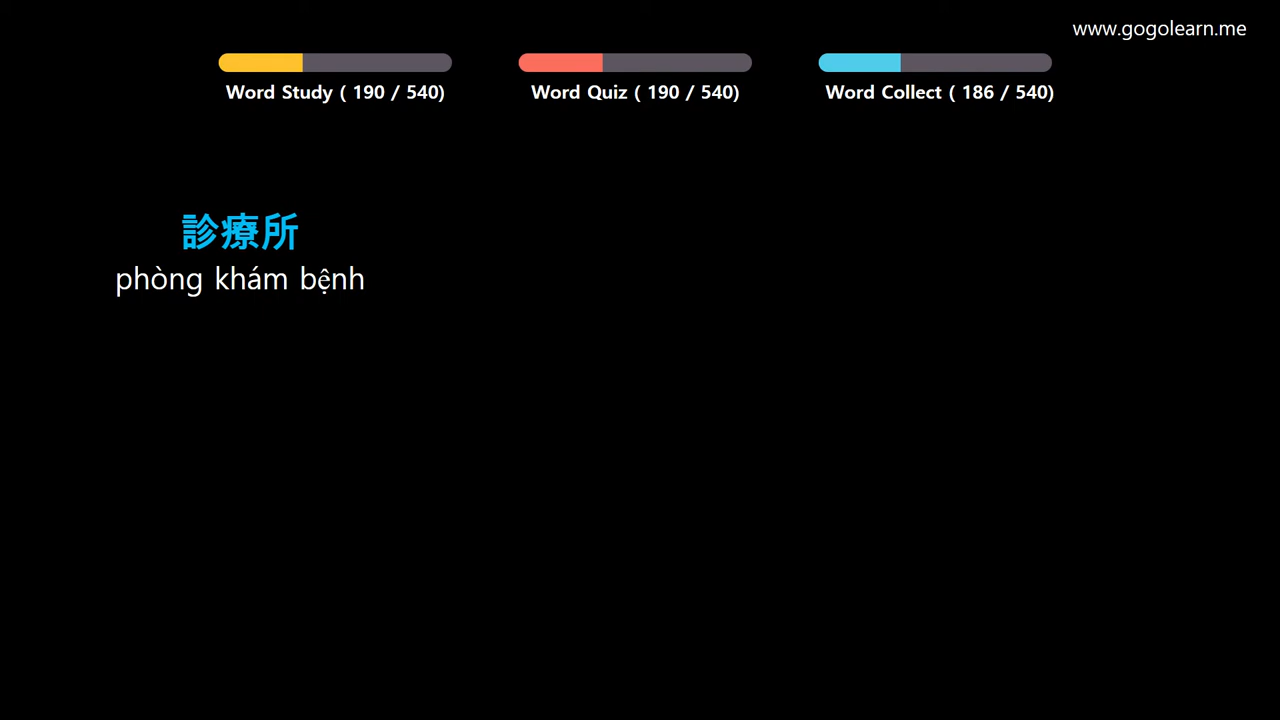 www.gogolearn.me
Word Study ( 190 / 540)
Word Quiz ( 190 / 540)
Word Collect ( 186 / 540)
診療所
phòng khám bệnh